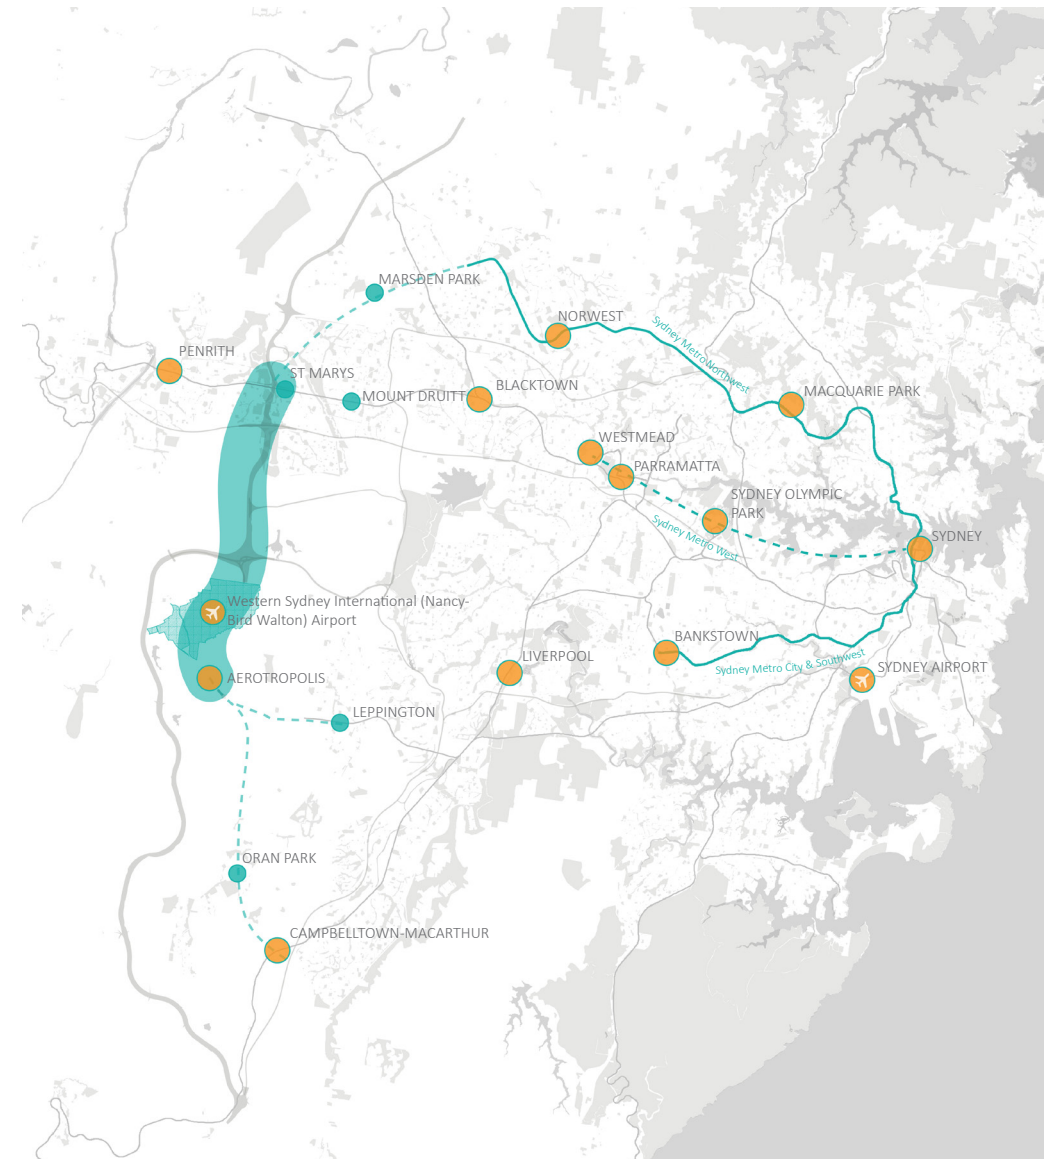 MARSDEN PARK
NORWEST
Sydney MetroNorthwest
PENRITH
ST MARYS
MOUNT DRUITT
BLACKTOWN
MACQUARIE PARK
WESTMEAD
PARRAMATTA
SYDNEY OLYMPIC
PARK
Sydney Metro West
SYDNEY
Western Sydney International (Nancy-
Bird Walton) Airport
BANKSTOWN
LIVERPOOL
Sydney Metro City & Southwest
SYDNEY AIRPORT
AEROTROPOLIS
LEPPINGTON
ORAN PARK
CAMPBELLTOWN-MACARTHUR